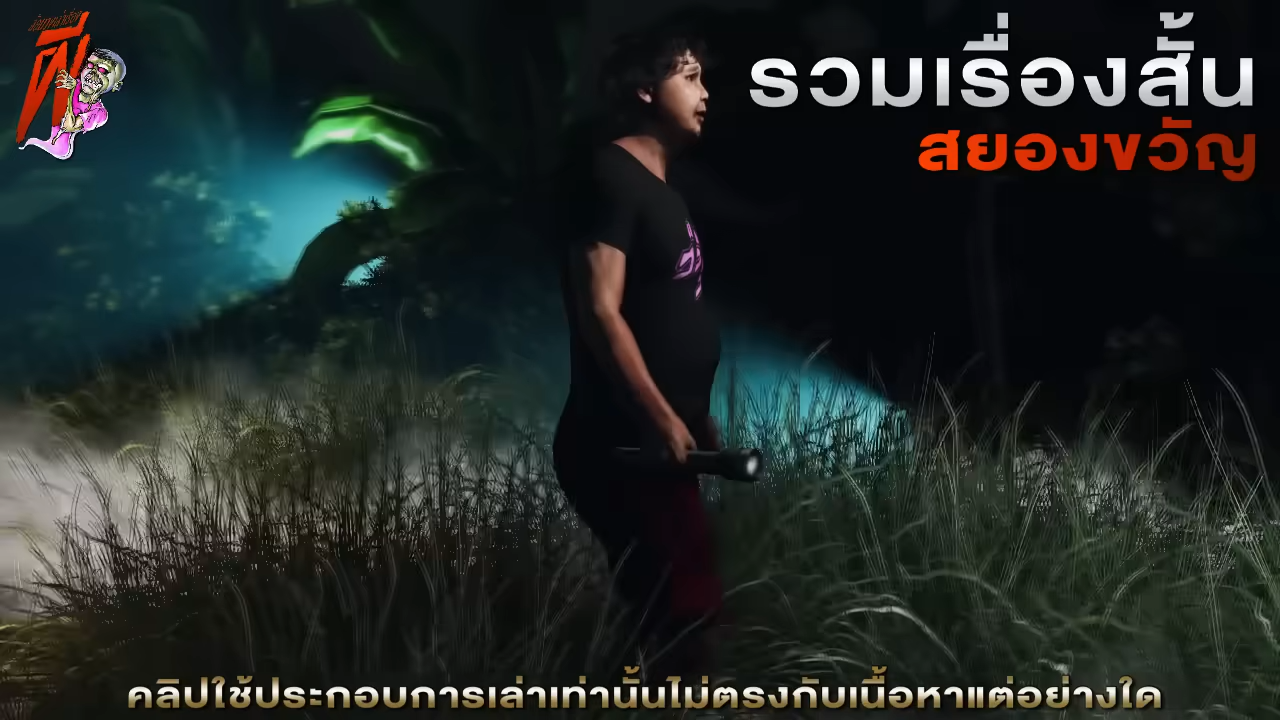 ผี
รวมเรื่องสั้น
สยองขวัญ
คลิปใช้ประกอบการเล่าเท่านั้นไม่ตรงกับเนื้อหาแต่อย่างใด